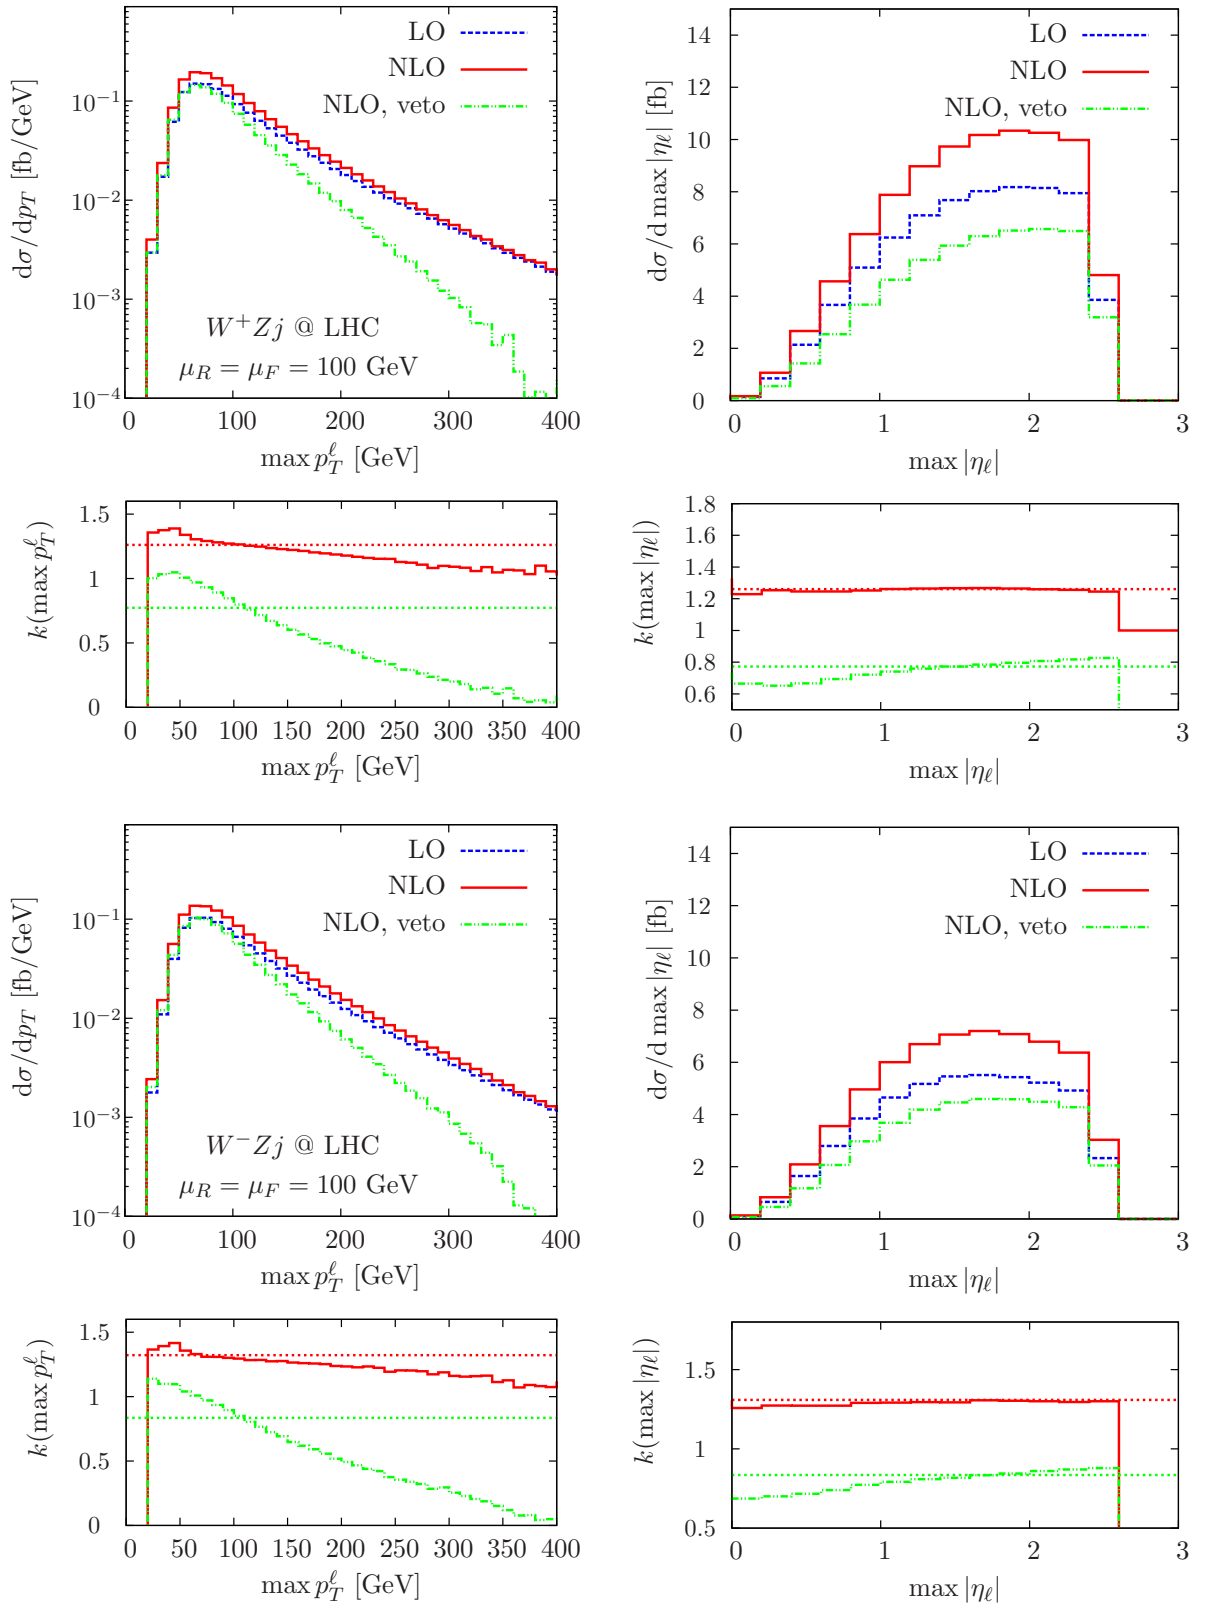 LO
NLO
NLO, veto
dσ/dp_T [fb/GeV]
10^{-1}
10^{-2}
10^{-3}
10^{-4}
W^+Zj @ LHC
μ_R = μ_F = 100 GeV
0 100 200 300 400
max p_T^ℓ [GeV]
LO
NLO
NLO, veto
dσ/d max |η_ℓ| [fb]
14
12
10
8
6
4
2
0
0 1 2 3
max |η_ℓ|
k(max p_T^ℓ)
1.5
1
0.5
0
0 50 100 150 200 250 300 350 400
max p_T^ℓ [GeV]
k(max |η_ℓ|)
1.8
1.6
1.4
1.2
1
0.8
0.6
0 1 2 3
max |η_ℓ|
LO
NLO
NLO, veto
dσ/dp_T [fb/GeV]
10^{-1}
10^{-2}
10^{-3}
10^{-4}
W^-Zj @ LHC
μ_R = μ_F = 100 GeV
0 100 200 300 400
max p_T^ℓ [GeV]
LO
NLO
NLO, veto
dσ/d max |η_ℓ| [fb]
14
12
10
8
6
4
2
0
0 1 2 3
max |η_ℓ|
k(max p_T^ℓ)
1.5
1
0.5
0
0 50 100 150 200 250 300 350 400
max p_T^ℓ [GeV]
k(max |η_ℓ|)
1.5
1
0.5
0 1 2 3
max |η_ℓ|